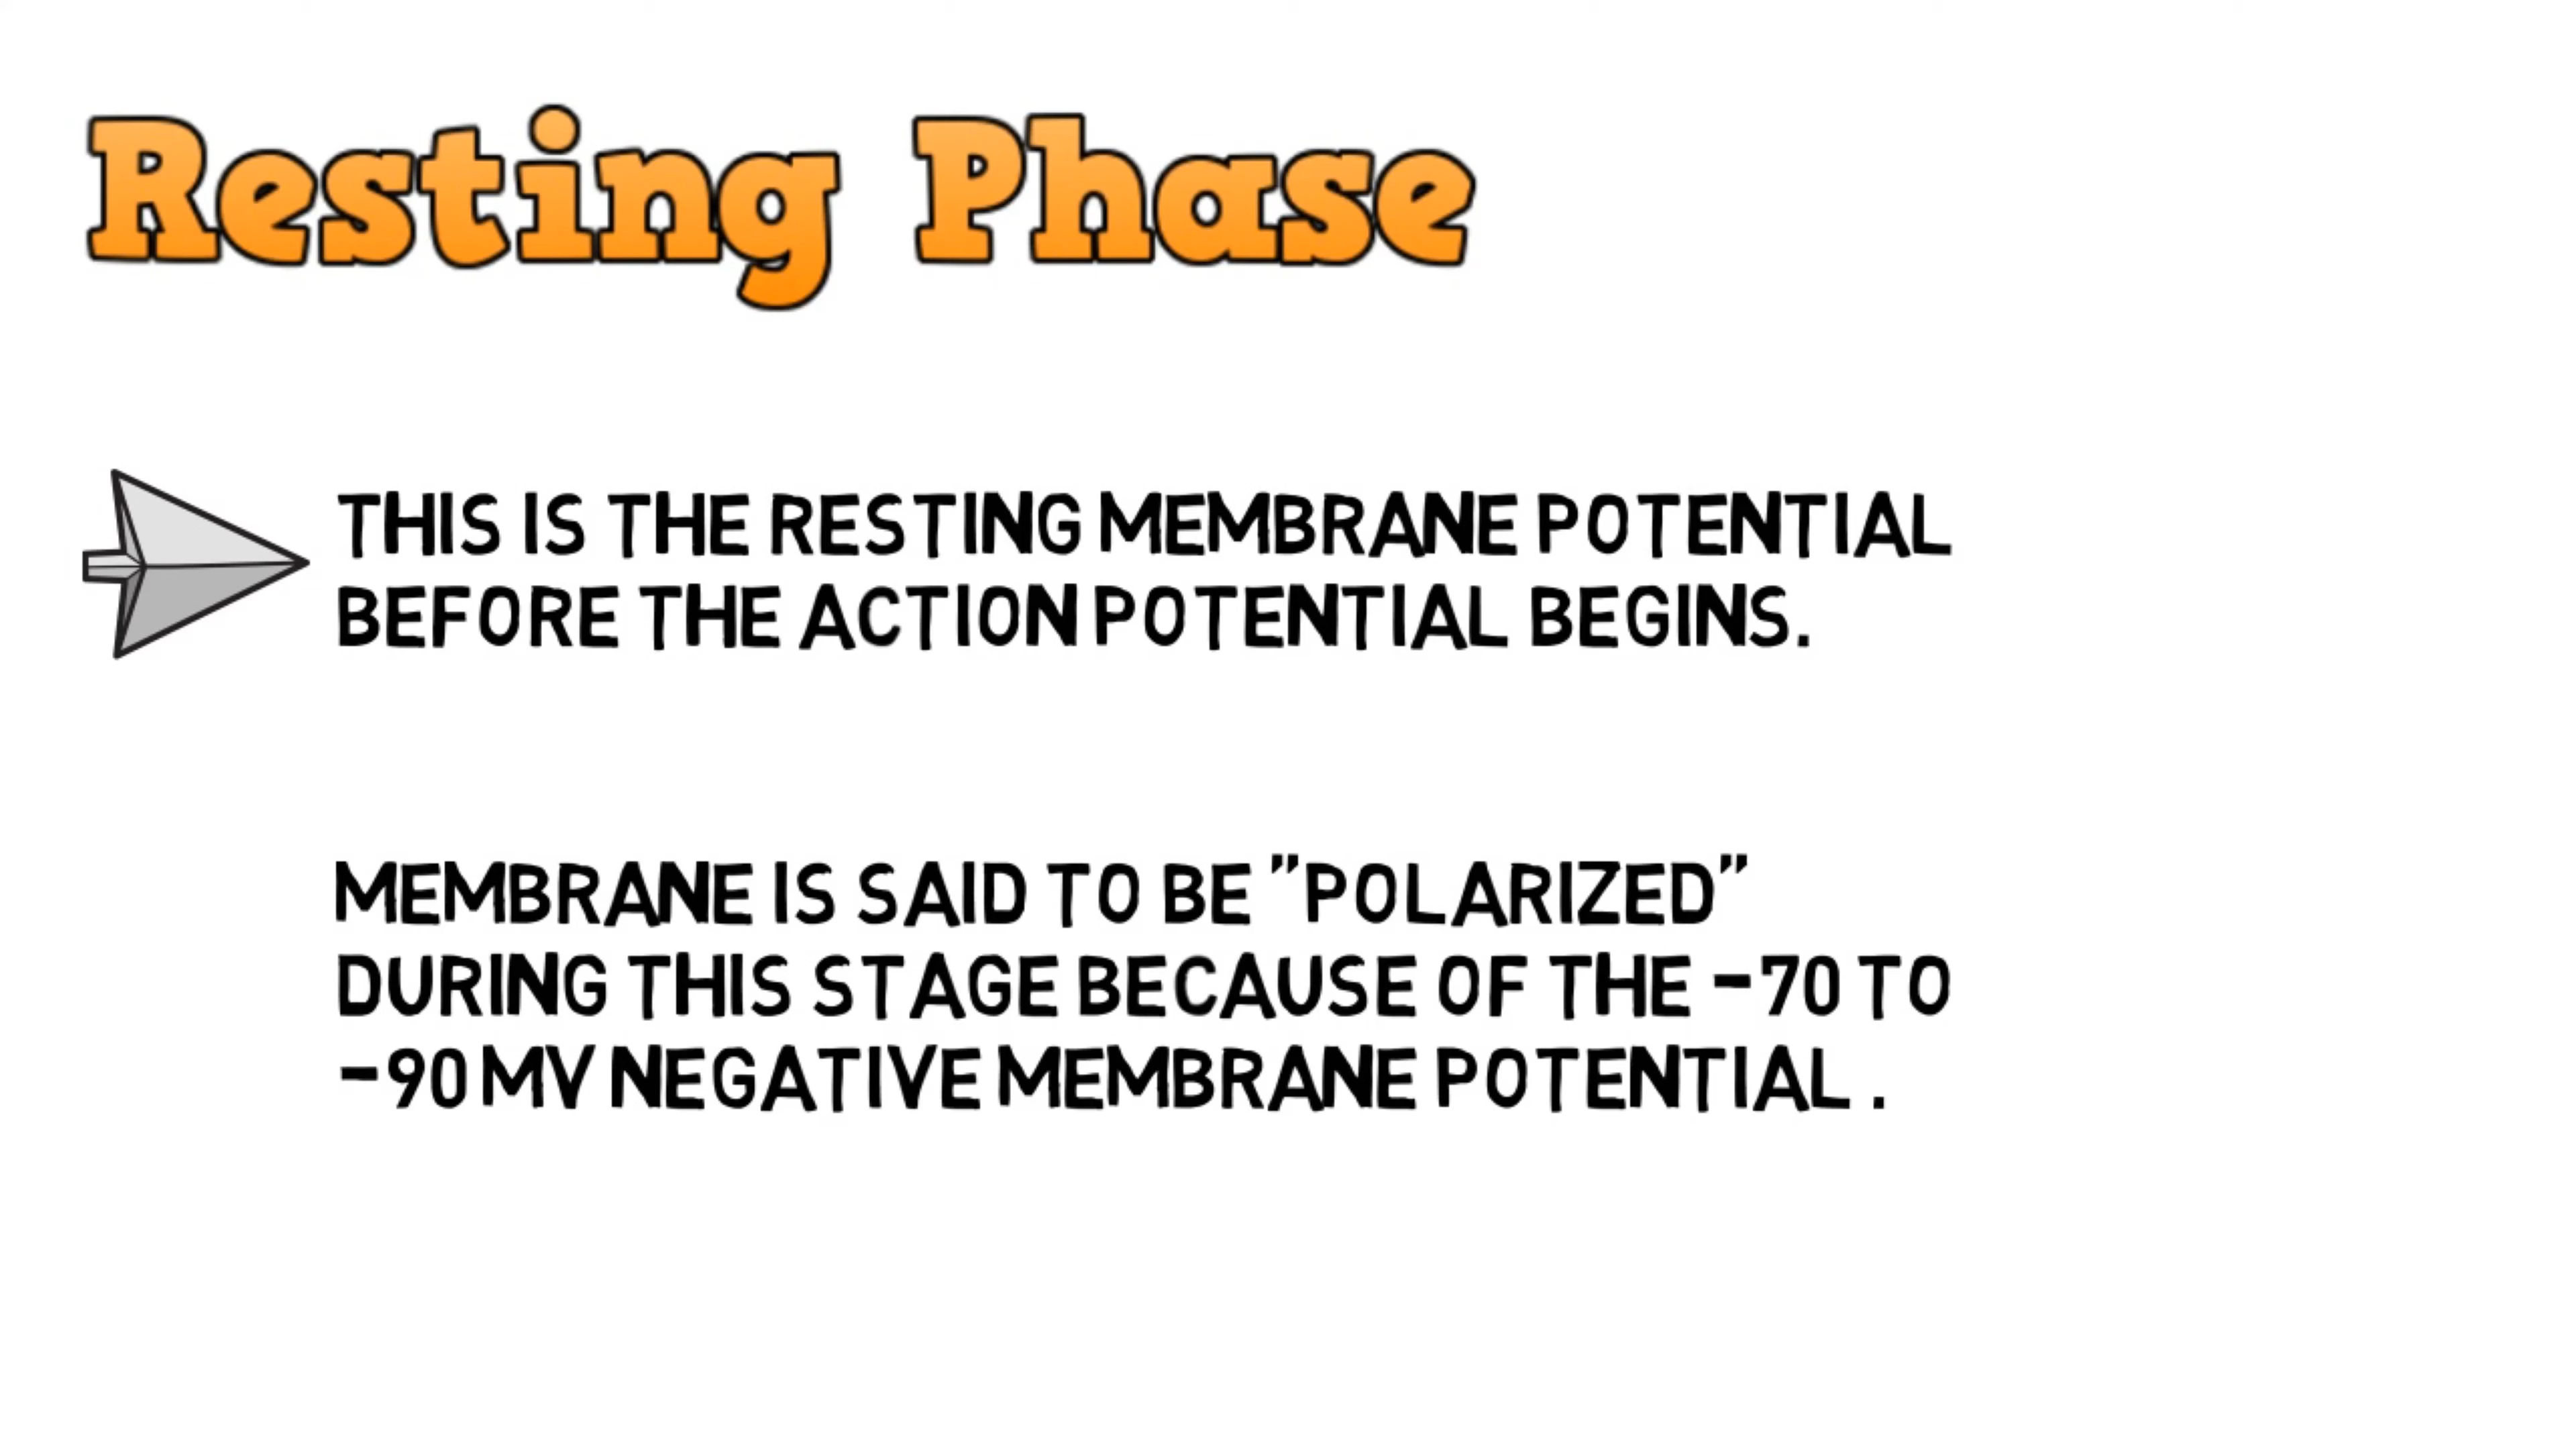 Resting Phase
THIS IS THE RESTING MEMBRANE POTENTIAL
BEFORE THE ACTION POTENTIAL BEGINS.
MEMBRANE IS SAID TO BE "POLARIZED"
DURING THIS STAGE BECAUSE OF THE -70 TO
-90 MV NEGATIVE MEMBRANE POTENTIAL .